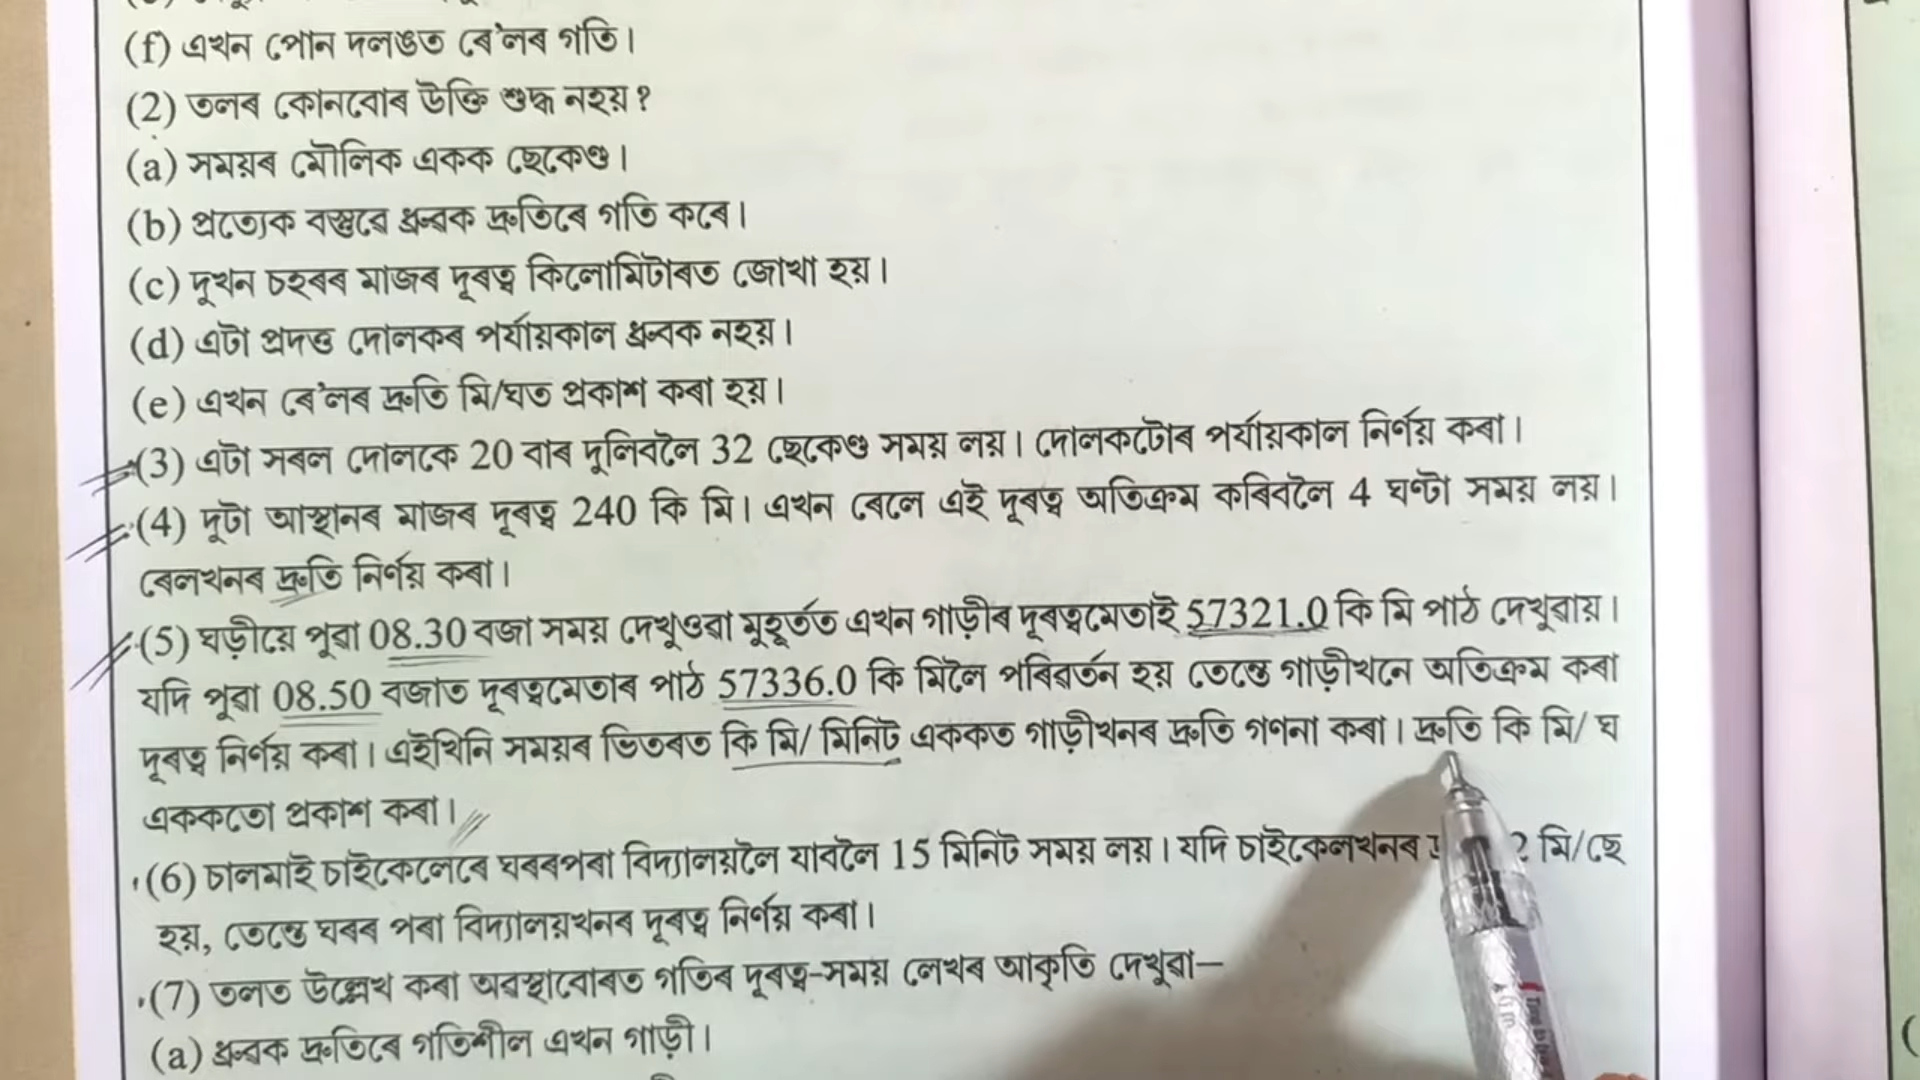 (f) এখন পোন দলঙত ৰে'লৰ গতি।
(2) তলৰ কোনবোৰ উক্তি শুদ্ধ নহয়?
(a) সময়ৰ মৌলিক একক ছেকেণ্ড।
(b) প্ৰত্যেক বস্তুৱে ধ্ৰুৱক দ্ৰুতিৰে গতি কৰে।
(c) দুখন চহৰৰ মাজৰ দূৰত্ব কিলোমিটাৰত জোখা হয়।
(d) এটা প্ৰদত্ত দোলকৰ পৰ্যায়কাল ধ্ৰুবক নহয়।
(e) এখন ৰে'লৰ দ্ৰুতি মি/ঘত প্ৰকাশ কৰা হয়।
(3) এটা সৰল দোলকে 20 বাৰ দুলিবলৈ 32 ছেকেণ্ড সময় লয়। দোলকটোৰ পৰ্যায়কাল নিৰ্ণয় কৰা।
(4) দুটা আস্থানৰ মাজৰ দূৰত্ব 240 কি মি। এখন ৰেলে এই দূৰত্ব অতিক্ৰম কৰিবলৈ 4 ঘণ্টা সময় লয়।
ৰেলখনৰ দ্ৰুতি নিৰ্ণয় কৰা।
(5) ঘড়ীয়ে পুৱা 08.30 বজা সময় দেখুওৱা মুহূৰ্তত এখন গাড়ীৰ দূৰত্বমেতাই 57321.0 কি মি পাঠ দেখুৱায়।
যদি পুৱা 08.50 বজাত দূৰত্বমেতাৰ পাঠ 57336.0 কি মিলৈ পৰিৱৰ্তন হয় তেন্তে গাড়ীখনে অতিক্ৰম কৰা
দূৰত্ব নিৰ্ণয় কৰা। এইখিনি সময়ৰ ভিতৰত কি মি/ মিনিট এককত গাড়ীখনৰ দ্ৰুতি গণনা কৰা। দ্ৰুতি কি মি/ ঘ
এককতো প্ৰকাশ কৰা।
(6) চালমাই চাইকেলেৰে ঘৰৰপৰা বিদ্যালয়লৈ যাবলৈ 15 মিনিট সময় লয়। যদি চাইকেলখনৰ 2 মি/ছে
হয়, তেন্তে ঘৰৰ পৰা বিদ্যালয়খনৰ দূৰত্ব নিৰ্ণয় কৰা।
(7) তলত উল্লেখ কৰা অৱস্থাবোৰত গতিৰ দূৰত্ব-সময় লেখৰ আকৃতি দেখুৱা—
(a) ধ্ৰুৱক দ্ৰুতিৰে গতিশীল এখন গাড়ী।